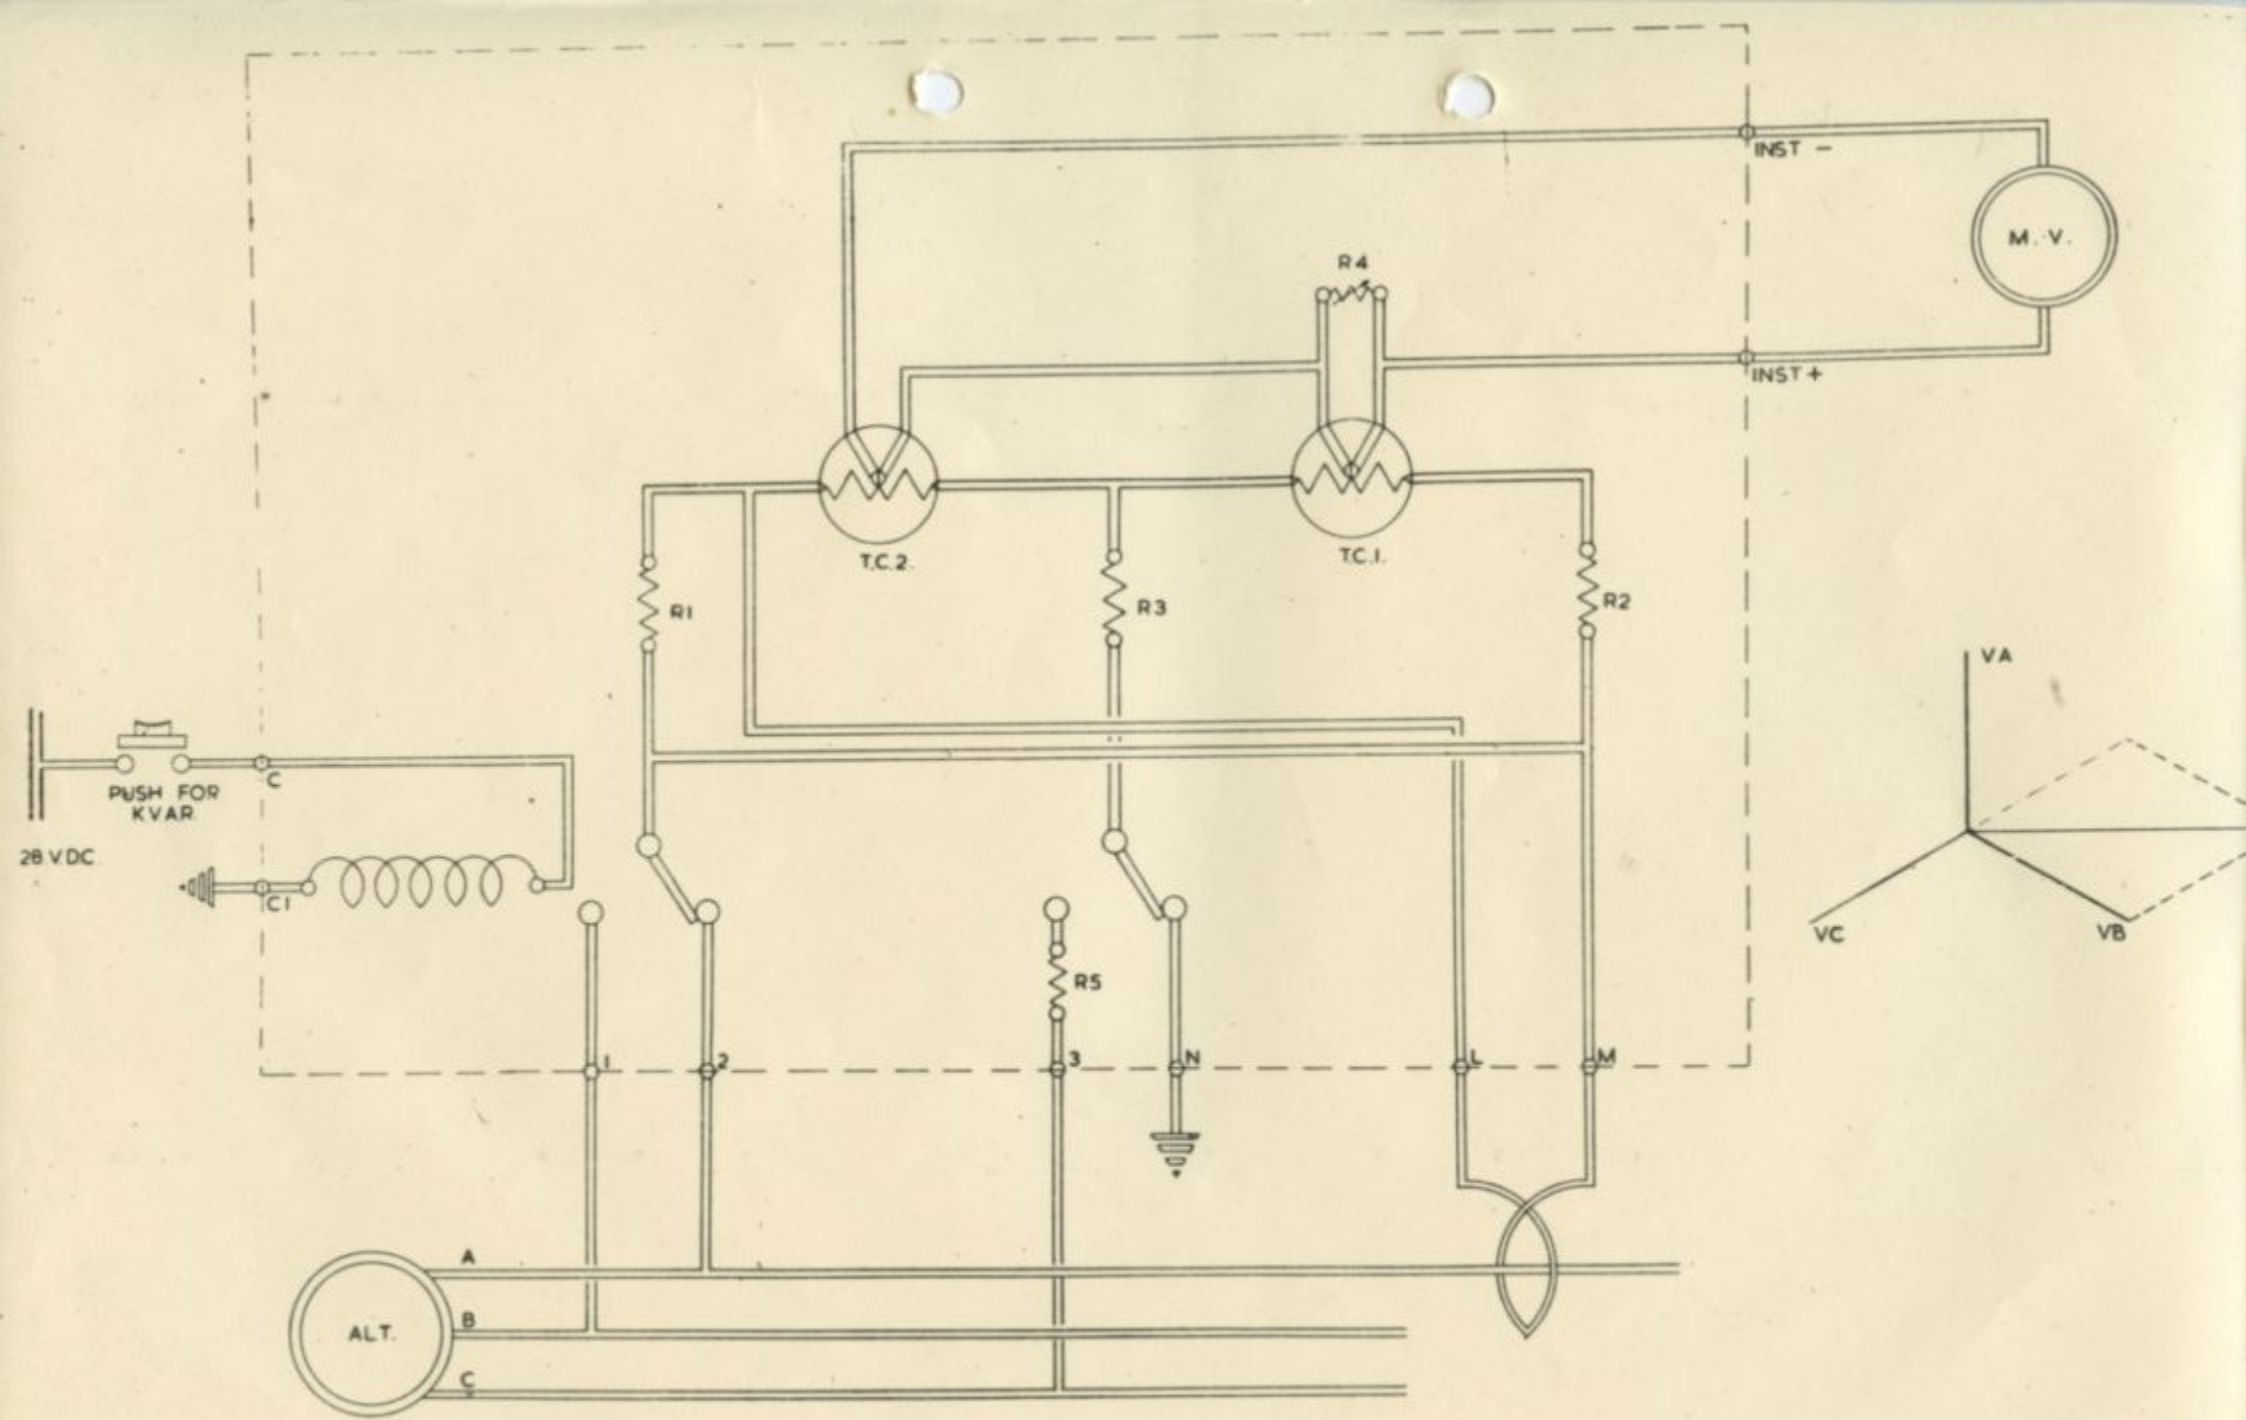 INST –
M.V.
R4
INST +
T.C.2.
T.C.1.
R1
R3
R2
VA
C
PUSH FOR
KVAR.
28 V.DC.
C1
VC
VB
R5
1
2
3
N
L
M
A
B
ALT.
C